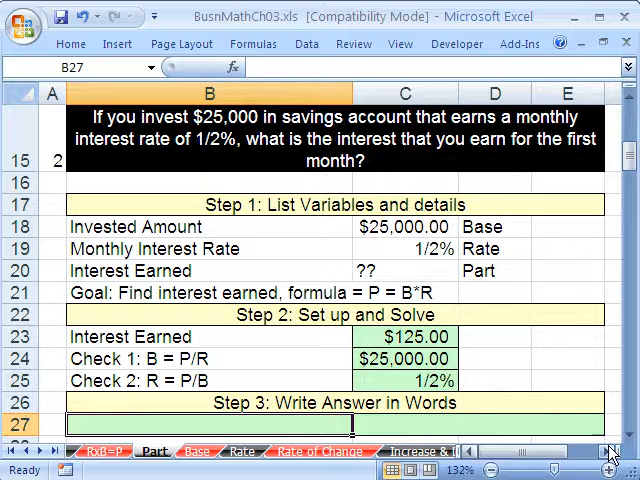 BusnMathCh03.xls [Compatibility Mode] - Microsoft Excel
Home Insert Page Layout Formulas Data Review View Developer Add-Ins
B27 fx
A B C D E
If you invest $25,000 in savings account that earns a monthly
interest rate of 1/2%, what is the interest that you earn for the first
15 2 month?
16
17 Step 1: List Variables and details
18 Invested Amount $25,000.00 Base
19 Monthly Interest Rate 1/2% Rate
20 Interest Earned ?? Part
21 Goal: Find interest earned, formula = P = B*R
22 Step 2: Set up and Solve
23 Interest Earned $125.00
24 Check 1: B = P/R $25,000.00
25 Check 2: R = P/B 1/2%
26 Step 3: Write Answer in Words
27
RxB=P Part Base Rate Rate of Change Increase &
Ready 132%